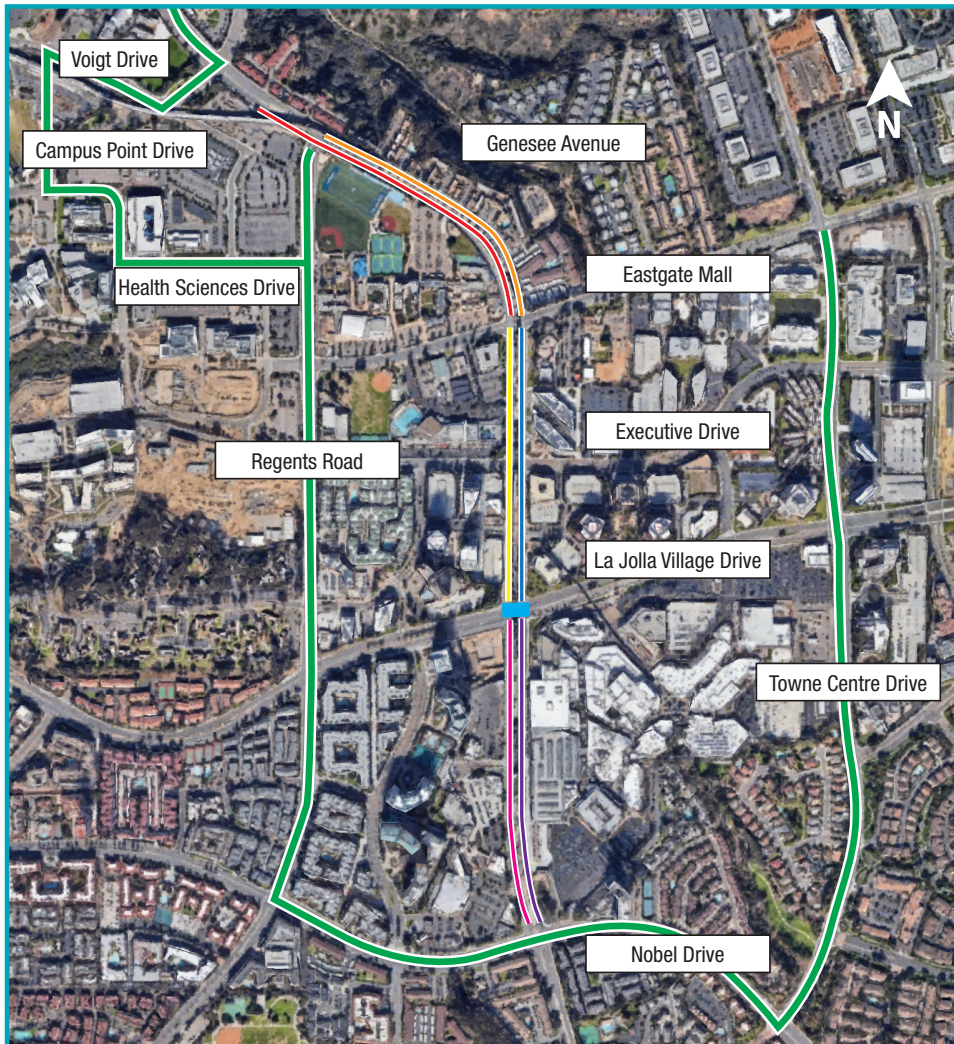 Voigt Drive
N
Genesee Avenue
Campus Point Drive
Eastgate Mall
Health Sciences Drive
Executive Drive
Regents Road
La Jolla Village Drive
Towne Centre Drive
Nobel Drive